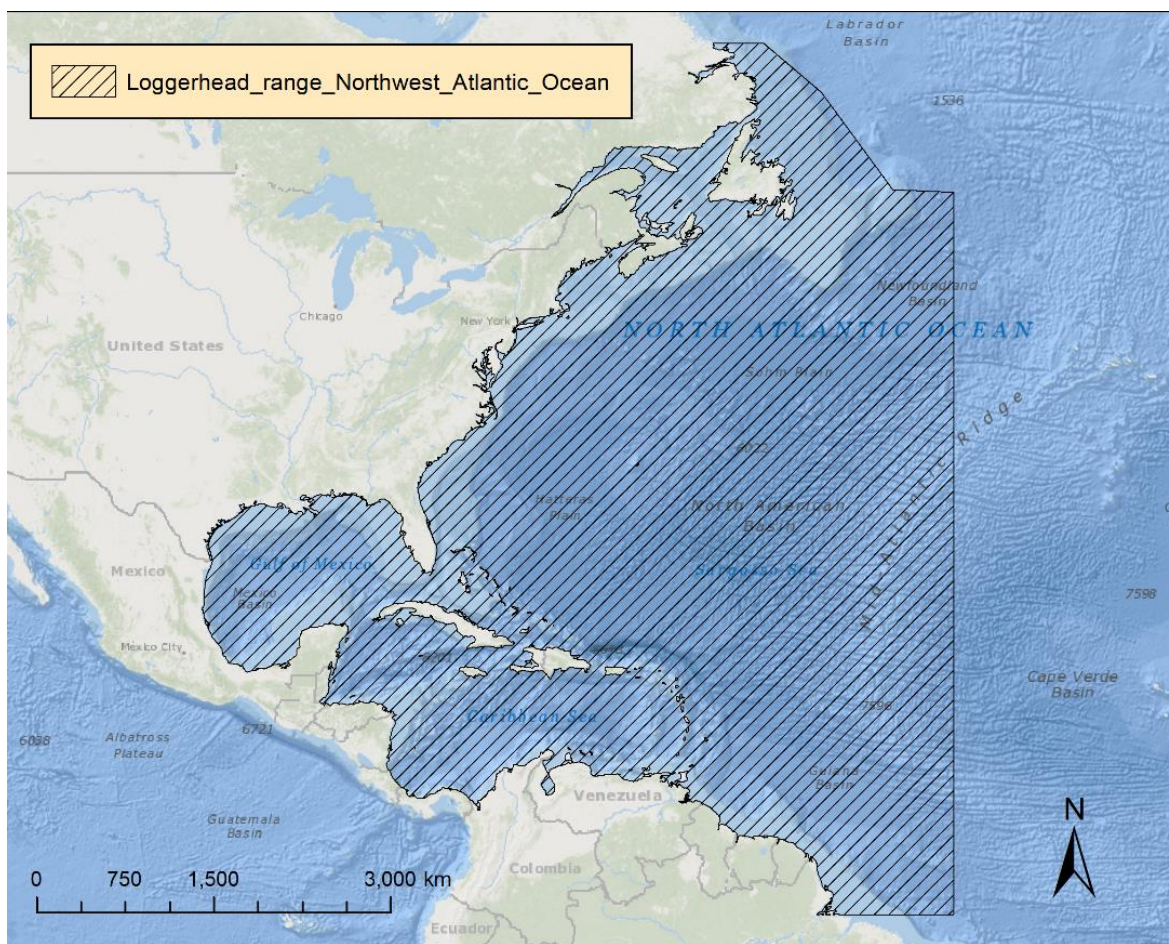 Labrador
Basin
Loggerhead_range_Northwest_Atlantic_Ocean
1536
Newfoundland
Basin
Chicago
New York
NORTH ATLANTIC OCEAN
United States
Sohm Plain
Mid Atlantic Ridge
6022
Hatteras
Plain
North American
Basin
Gulf of Mexico
Sargasso Sea
Mexico
Mexico
Basin
7598
Mexico City
Cape Verde
Basin
7596
Caribbean Sea
6721
Albatross
Plateau
Guiana
Basin
Venezuela
Guatemala
Basin
N
Colombia
0 750 1,500 3,000 km
Ecuador